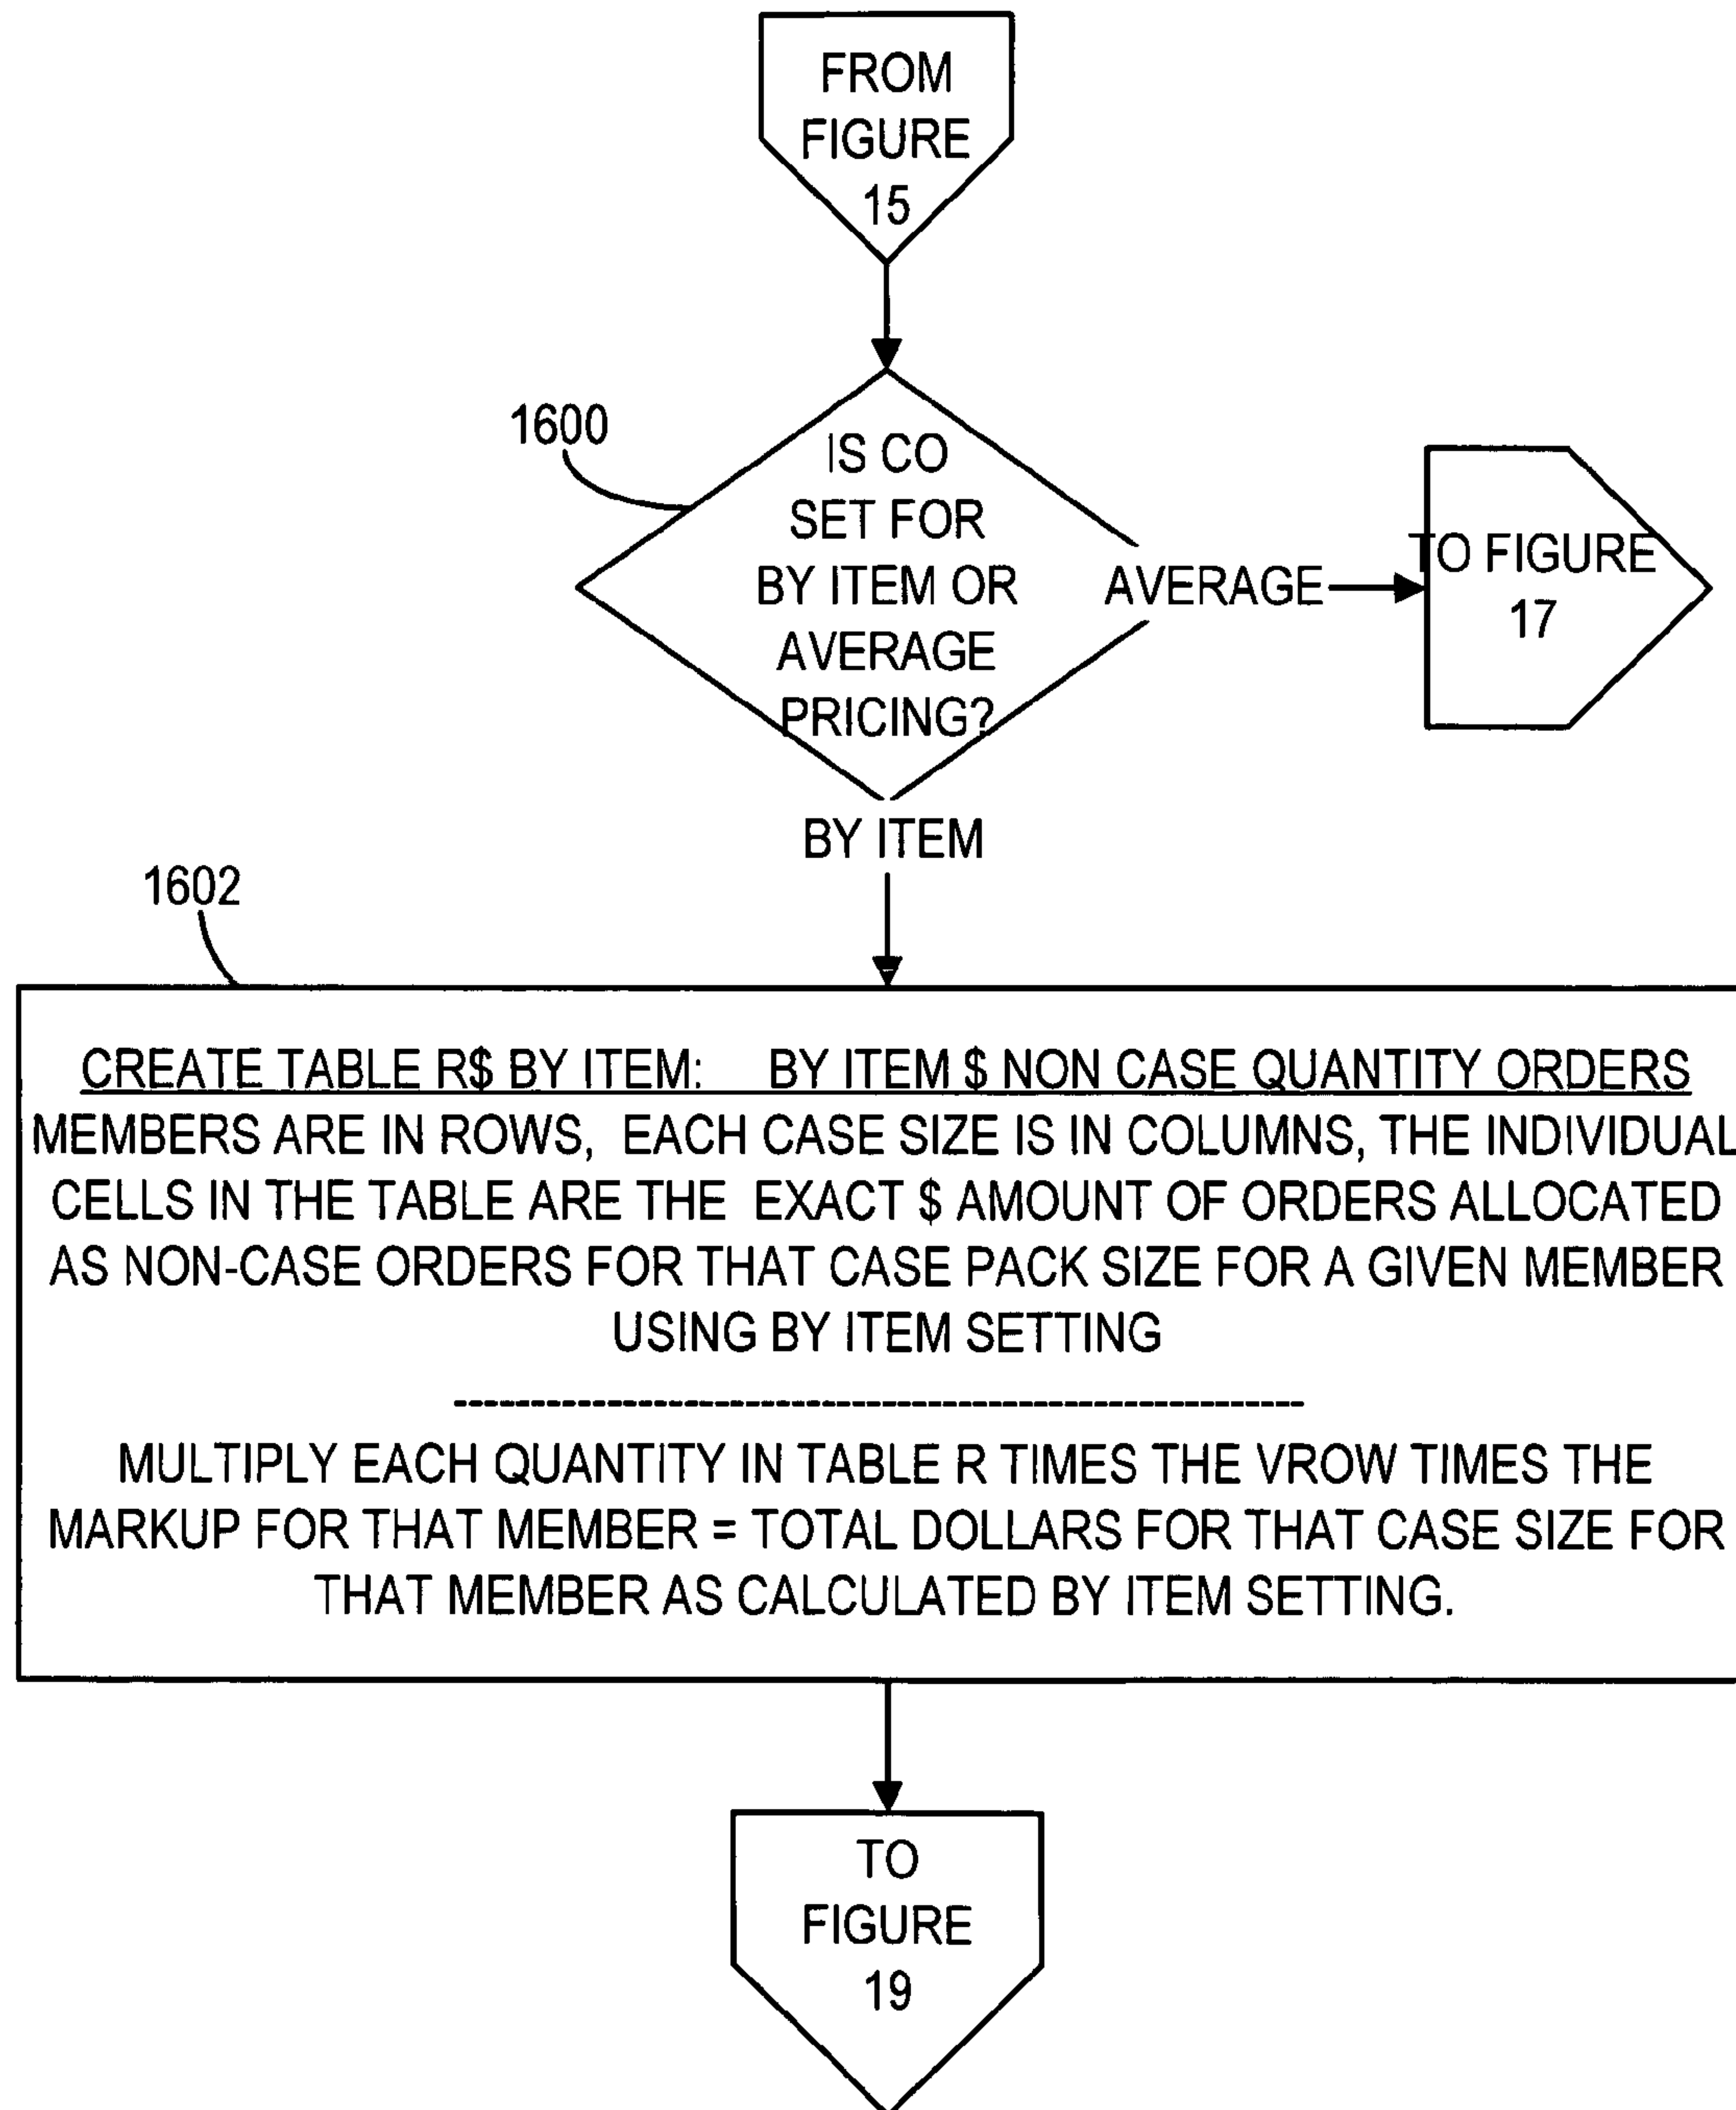 FROM
FIGURE
15
1600
IS CO
SET FOR
BY ITEM OR
AVERAGE
PRICING?
AVERAGE
TO FIGURE
17
BY ITEM
1602
CREATE TABLE R$ BY ITEM: BY ITEM $ NON CASE QUANTITY ORDERS
MEMBERS ARE IN ROWS, EACH CASE SIZE IS IN COLUMNS, THE INDIVIDUAL
CELLS IN THE TABLE ARE THE EXACT $ AMOUNT OF ORDERS ALLOCATED
AS NON-CASE ORDERS FOR THAT CASE PACK SIZE FOR A GIVEN MEMBER
USING BY ITEM SETTING
MULTIPLY EACH QUANTITY IN TABLE R TIMES THE VROW TIMES THE
MARKUP FOR THAT MEMBER = TOTAL DOLLARS FOR THAT CASE SIZE FOR
THAT MEMBER AS CALCULATED BY ITEM SETTING.
TO
FIGURE
19